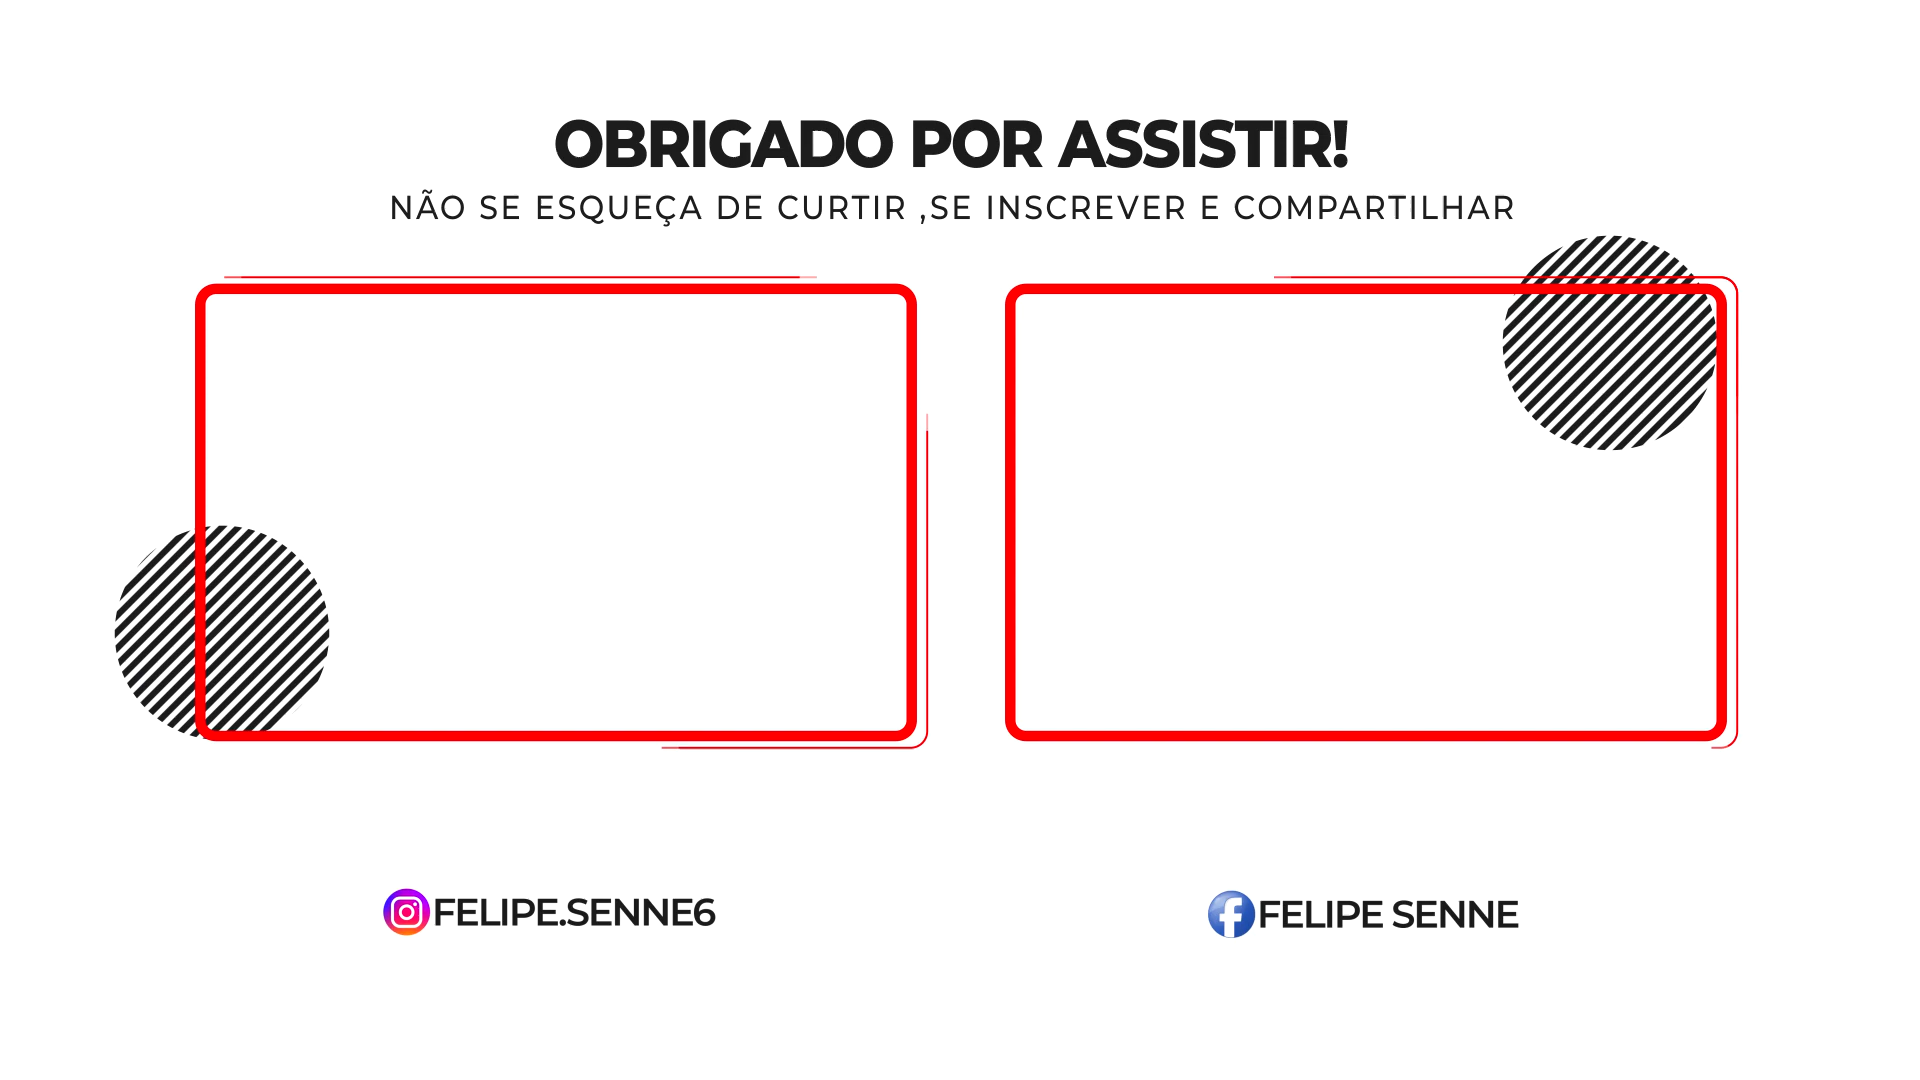 OBRIGADO POR ASSISTIR!
NÃO SE ESQUEÇA DE CURTIR ,SE INSCREVER E COMPARTILHAR
FELIPE.SENNE6
FELIPE SENNE